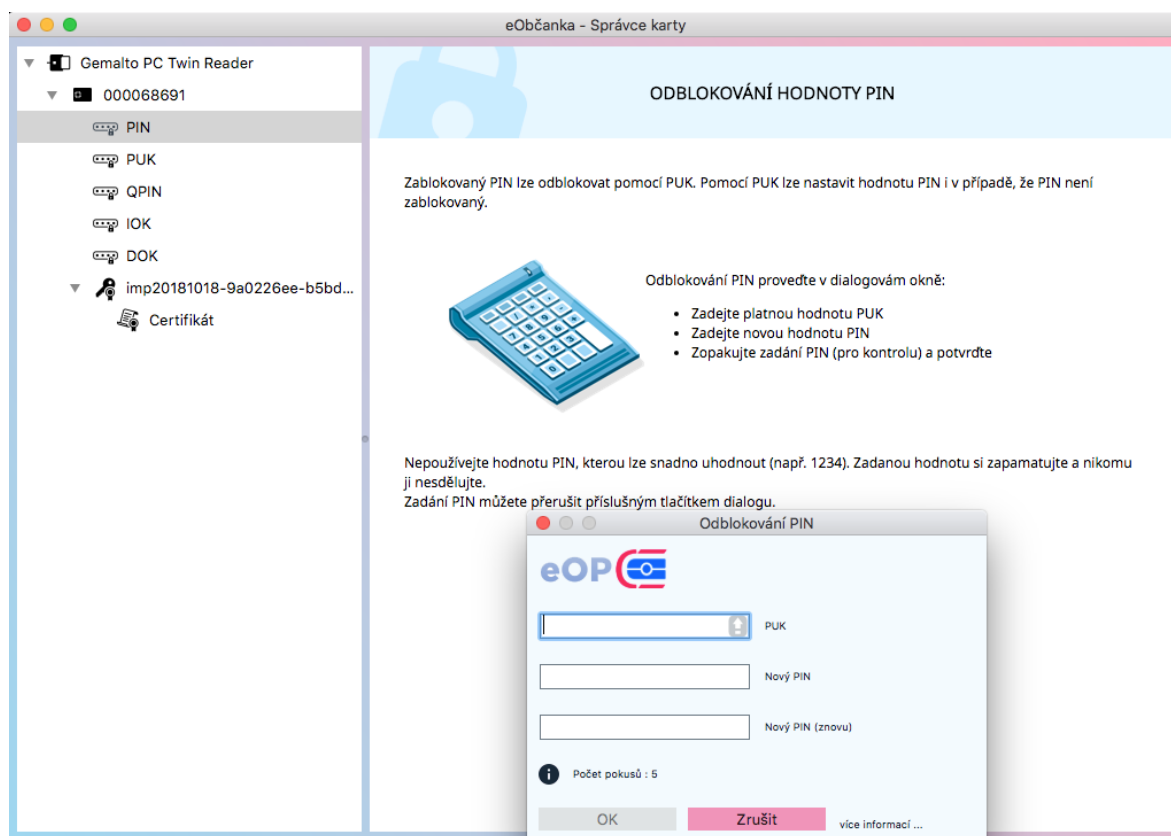 eObčanka - Správce karty
Gemalto PC Twin Reader
000068691
PIN
PUK
QPIN
IOK
DOK
imp20181018-9a0226ee-b5bd...
Certifikát
ODBLOKOVÁNÍ HODNOTY PIN
Zablokovaný PIN lze odblokovat pomocí PUK. Pomocí PUK lze nastavit hodnotu PIN i v případě, že PIN není
zablokovaný.
Odblokování PIN proveďte v dialogovám okně:
• Zadejte platnou hodnotu PUK
• Zadejte novou hodnotu PIN
• Zopakujte zadání PIN (pro kontrolu) a potvrďte
Nepoužívejte hodnotu PIN, kterou lze snadno uhodnout (např. 1234). Zadanou hodnotu si zapamatujte a nikomu
ji nesdělujte.
Zadání PIN můžete přerušit příslušným tlačítkem dialogu.
Odblokování PIN
eOP
PUK
Nový PIN
Nový PIN (znovu)
Počet pokusů : 5
OK
Zrušit
více informací ...